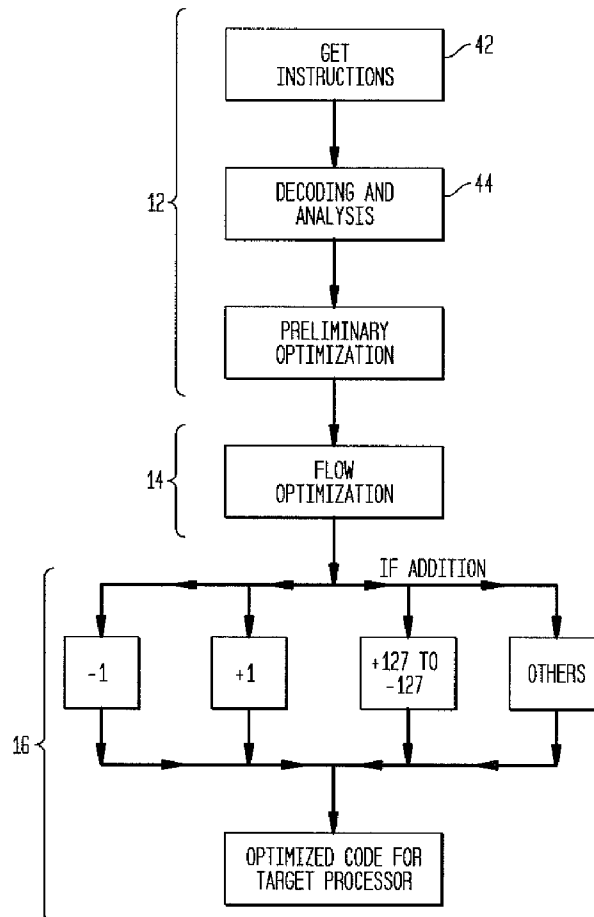 GET
INSTRUCTIONS
42
DECODING AND
ANALYSIS
44
12
PRELIMINARY
OPTIMIZATION
14
FLOW
OPTIMIZATION
IF ADDITION
-1
+1
+127 TO
-127
OTHERS
16
OPTIMIZED CODE FOR
TARGET PROCESSOR